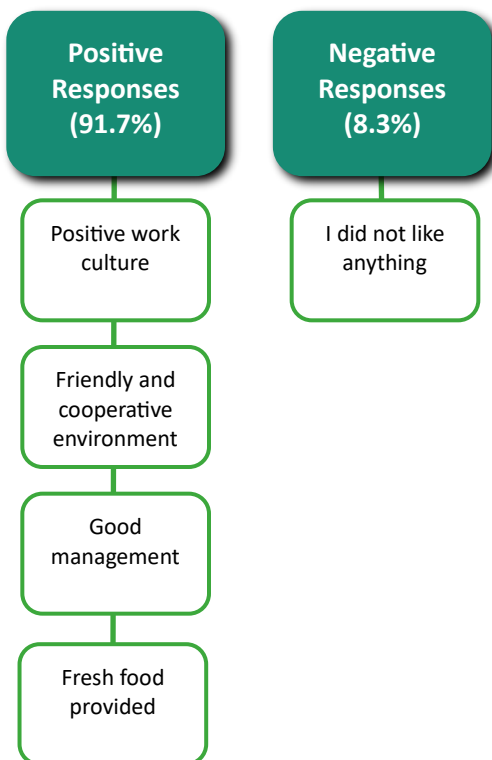 Positive
Responses
(91.7%)
Positive work
culture
Friendly and
cooperative
environment
Good
management
Fresh food
provided
Negative
Responses
(8.3%)
I did not like
anything